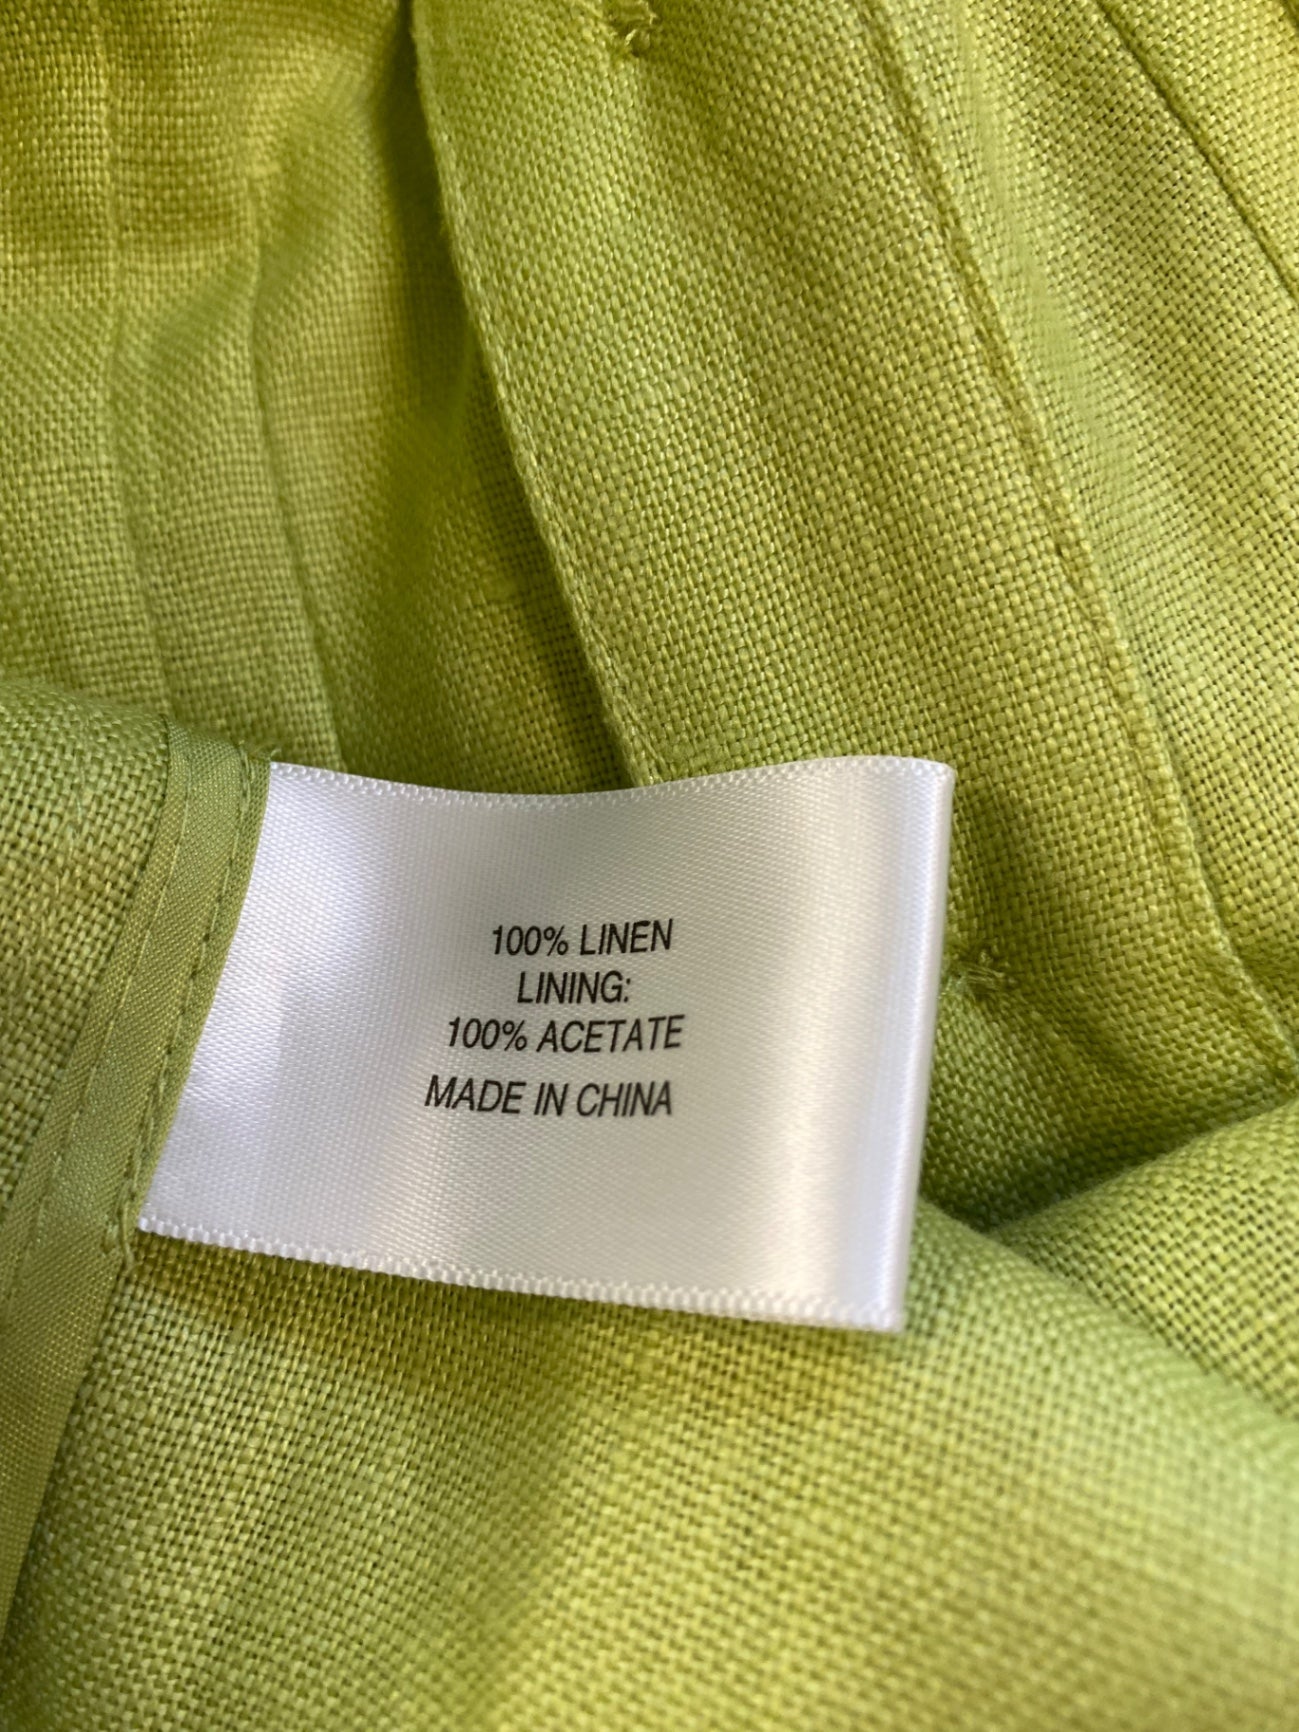 100% LINEN
LINING:
100% ACETATE
MADE IN CHINA